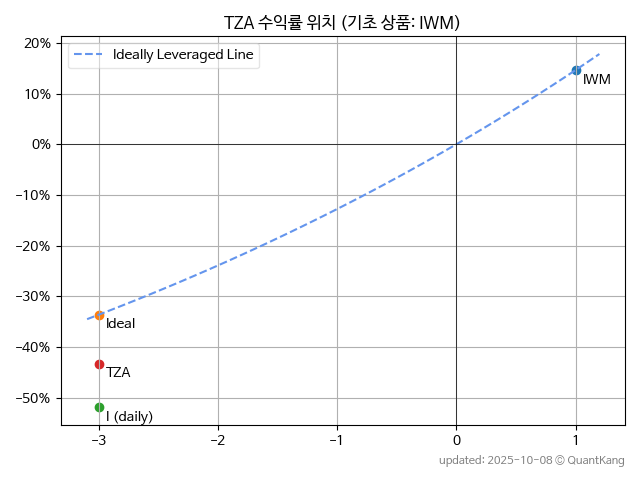 TZA 수익률 위치 (기초 상품: IWM)
20%
10%
0%
−10%
−20%
−30%
−40%
−50%
Ideally Leveraged Line
IWM
Ideal
TZA
I (daily)
−3
−2
−1
0
1
updated: 2025-10-08 © QuantKang